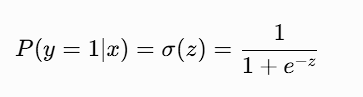 P(y = 1|x) = σ(z) = 1 / (1 + e^{-z})